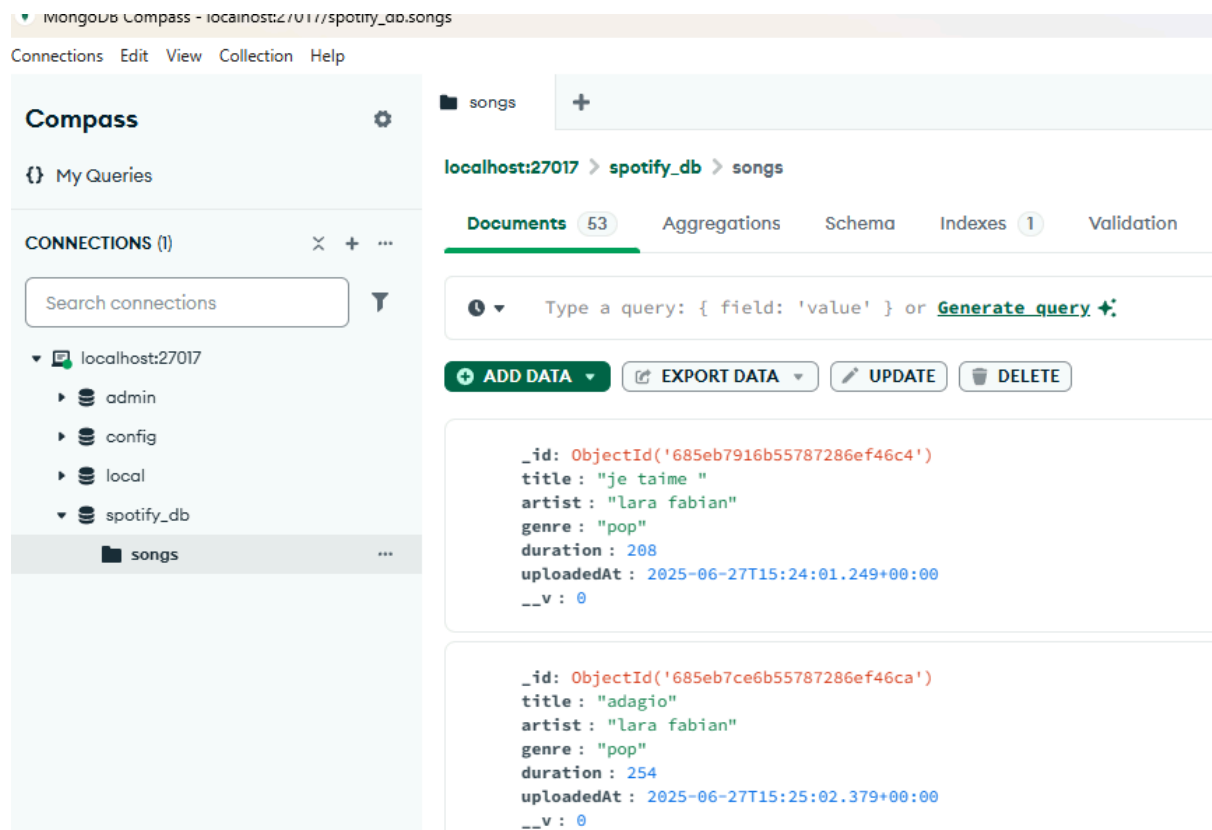 MongoDB Compass - localhost:27017/spotify_db.songs
Connections Edit View Collection Help
Compass
{} My Queries
CONNECTIONS (1)
Search connections
localhost:27017
admin
config
local
spotify_db
songs
songs
localhost:27017 > spotify_db > songs
Documents 53 Aggregations Schema Indexes 1 Validation
Type a query: { field: 'value' } or Generate query
ADD DATA EXPORT DATA UPDATE DELETE
_id: ObjectId('685eb7916b55787286ef46c4')
title : "je taime "
artist : "lara fabian"
genre : "pop"
duration : 208
uploadedAt : 2025-06-27T15:24:01.249+00:00
__v : 0
_id: ObjectId('685eb7ce6b55787286ef46ca')
title : "adagio"
artist : "lara fabian"
genre : "pop"
duration : 254
uploadedAt : 2025-06-27T15:25:02.379+00:00
__v : 0